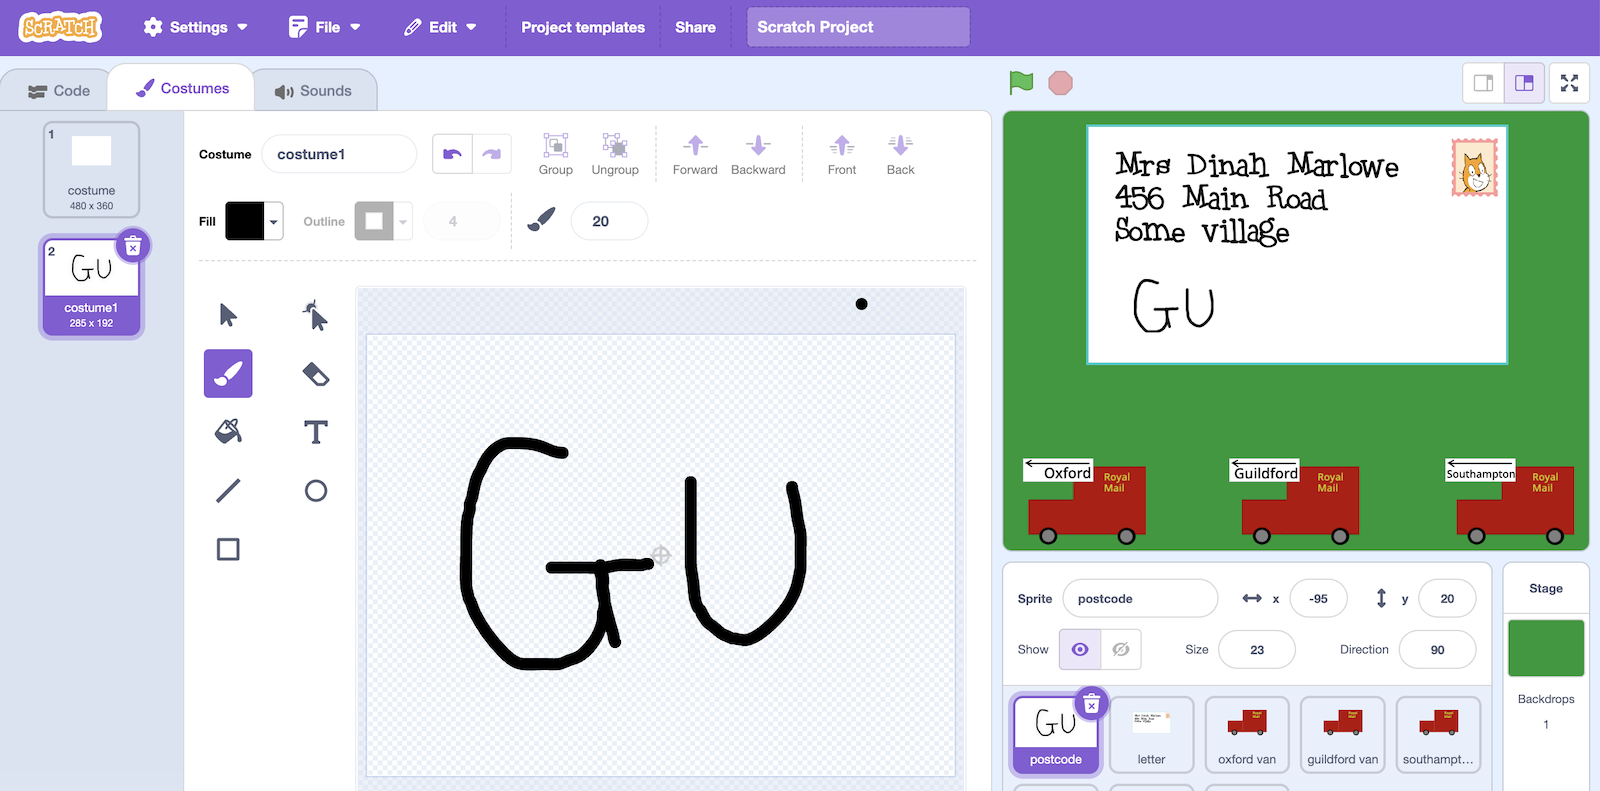 SCRATCH Settings File Edit Project templates Share Scratch Project
Code Costumes Sounds
1
costume
480 x 360
2
GU
costume1
285 x 192
Costume costume1
Group Ungroup Forward Backward Front Back
Fill Outline 4 20
GU
Mrs Dinah Marlowe
456 Main Road
Some village
GU
Oxford Royal Mail
Guildford Royal Mail
Southampton Royal Mail
Sprite postcode x -95 y 20
Show Size 23 Direction 90
GU
postcode
letter
oxford van
guildford van
southampt...
Stage
Backdrops
1